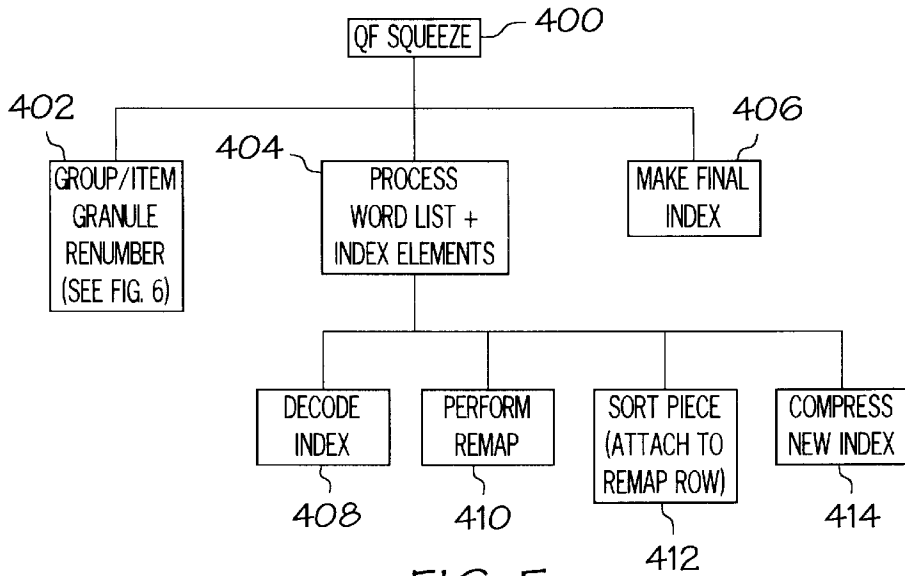 QF SQUEEZE
400
402
GROUP/ITEM
GRANULE
RENUMBER
(SEE FIG. 6)
404
PROCESS
WORD LIST +
INDEX ELEMENTS
406
MAKE FINAL
INDEX
DECODE
INDEX
408
PERFORM
REMAP
410
SORT PIECE
(ATTACH TO
REMAP ROW)
412
COMPRESS
NEW INDEX
414